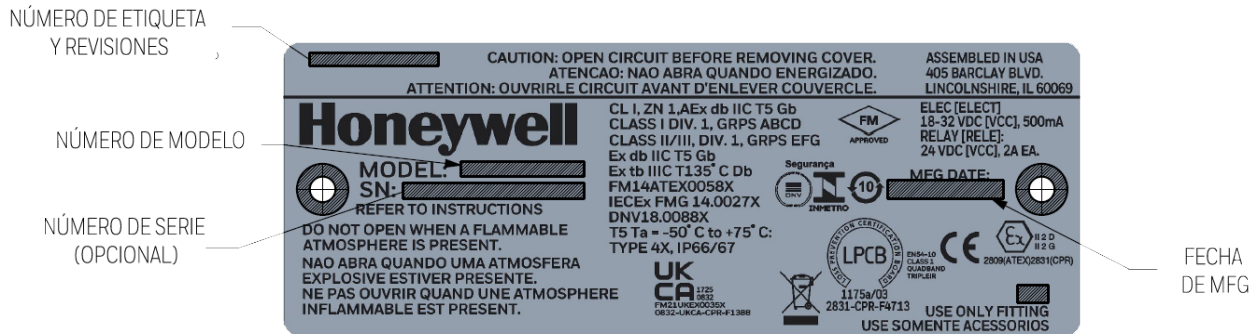 NÚMERO DE ETIQUETA
Y REVISIONES
NÚMERO DE MODELO
NÚMERO DE SERIE
(OPCIONAL)
CAUTION: OPEN CIRCUIT BEFORE REMOVING COVER.
ATENCAO: NAO ABRA QUANDO ENERGIZADO.
ATTENTION: OUVRIRLE CIRCUIT AVANT D'ENLEVER COUVERCLE.
ASSEMBLED IN USA
405 BARCLAY BLVD.
LINCOLNSHIRE, IL 60069
Honeywell
MODEL:
SN:
REFER TO INSTRUCTIONS
DO NOT OPEN WHEN A FLAMMABLE
ATMOSPHERE IS PRESENT.
NAO ABRA QUANDO UMA ATMOSFERA
EXPLOSIVE ESTIVER PRESENTE.
NE PAS OUVRIR QUAND UNE ATMOSPHERE
INFLAMMABLE EST PRESENT.
CL I, ZN 1,AEx db IIC T5 Gb
CLASS I DIV. 1, GRPS ABCD
CLASS II/III, DIV. 1, GRPS EFG
Ex db IIC T5 Gb
Ex tb IIIC T135° C Db
FM14ATEX0058X
IECEx FMG 14.0027X
DNV18.0088X
T5 Ta = -50° C to +75° C:
TYPE 4X, IP66/67
UK
CA
1725
0832
FM21UKEX0035X
0832-UKCA-CPR-F1388
FM
APPROVED
ELEC [ELECT]
18-32 VDC [VCC], 500mA
RELAY [RELE]:
24 VDC [VCC], 2A EA.
Segurança
DNV
INMETRO
10
MFG DATE:
LOSS PREVENTION CERTIFICATION BOARD
LPCB
1175a/03
2831-CPR-F4713
EN54-10
CLASS 1
QUADBAND
TRIPLEIR
CE
Ex
II 2 D
II 2 G
2809(ATEX)2831(CPR)
USE ONLY FITTING
USE SOMENTE ACESSORIOS
FECHA
DE MFG